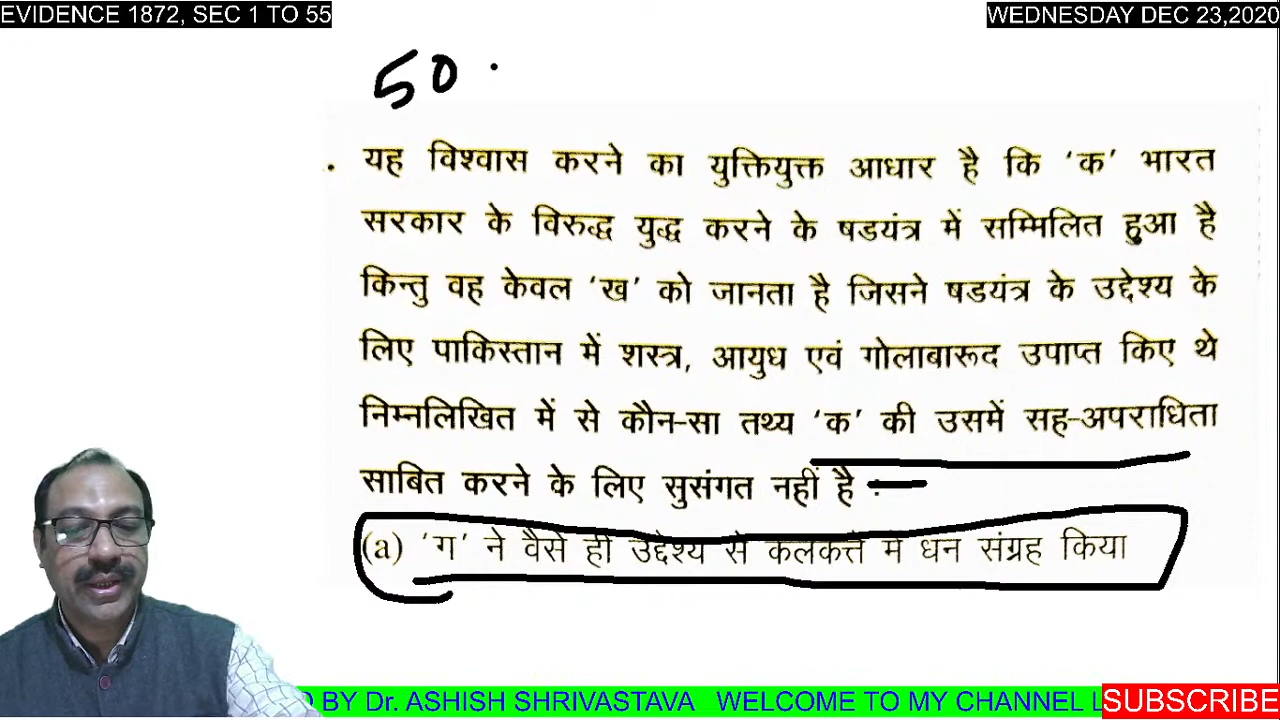 EVIDENCE 1872, SEC 1 TO 55
WEDNESDAY DEC 23,2020
50.
. यह विश्वास करने का युक्तियुक्त आधार है कि ‘क’ भारत
सरकार के विरुद्ध युद्ध करने के षडयंत्र में सम्मिलित हुआ है
किन्तु वह केवल ‘ख’ को जानता है जिसने षडयंत्र के उद्देश्य के
लिए पाकिस्तान में शस्त्र, आयुध एवं गोलाबारूद उपाप्त किए थे
निम्नलिखित में से कौन-सा तथ्य ‘क’ की उसमें सह-अपराधिता
साबित करने के लिए सुसंगत नहीं है :
(a) ‘ग’ ने वैसे ही उद्देश्य से कलकत्ते में धन संग्रह किया
D BY Dr. ASHISH SHRIVASTAVA WELCOME TO MY CHANNEL L
SUBSCRIBE